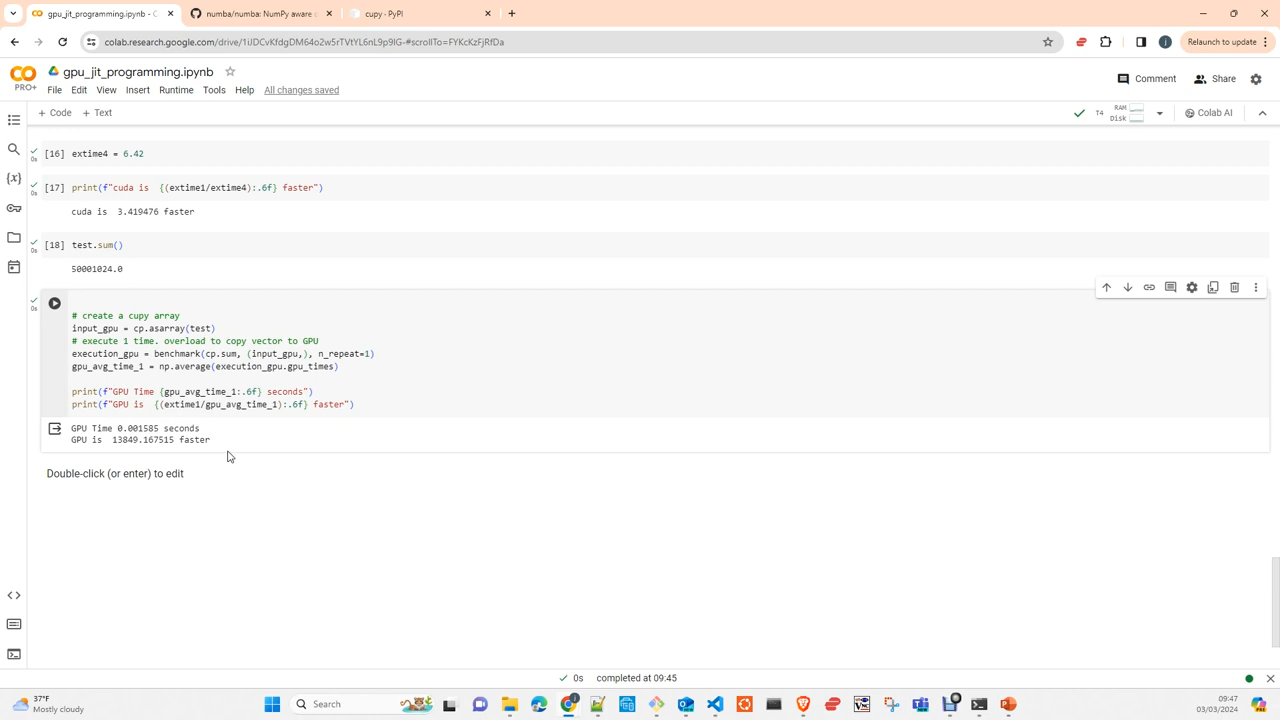 gpu_jit_programming.ipynb - C
numba/numba: NumPy aware d
cupy · PyPI
colab.research.google.com/drive/1iJDCvKfdgDM64o2w5rTVtYL6nL9p9IG-#scrollTo=FYKcKzFjRfDa
Relaunch to update
PRO+
gpu_jit_programming.ipynb
File Edit View Insert Runtime Tools Help All changes saved
Comment
Share
+ Code + Text
T4
RAM
Disk
Colab AI
0s
[16] extime4 = 6.42
0s
[17] print(f"cuda is  {(extime1/extime4):.6f} faster")
cuda is  3.419476 faster
0s
[18] test.sum()
50001024.0
0s
# create a cupy array
input_gpu = cp.asarray(test)
# execute 1 time. overload to copy vector to GPU
execution_gpu = benchmark(cp.sum, (input_gpu,), n_repeat=1)
gpu_avg_time_1 = np.average(execution_gpu.gpu_times)
print(f"GPU Time {gpu_avg_time_1:.6f} seconds")
print(f"GPU is  {(extime1/gpu_avg_time_1):.6f} faster")
GPU Time 0.001585 seconds
GPU is  13849.167515 faster
Double-click (or enter) to edit
0s completed at 09:45
37°F
Mostly cloudy
Search
09:47
03/03/2024